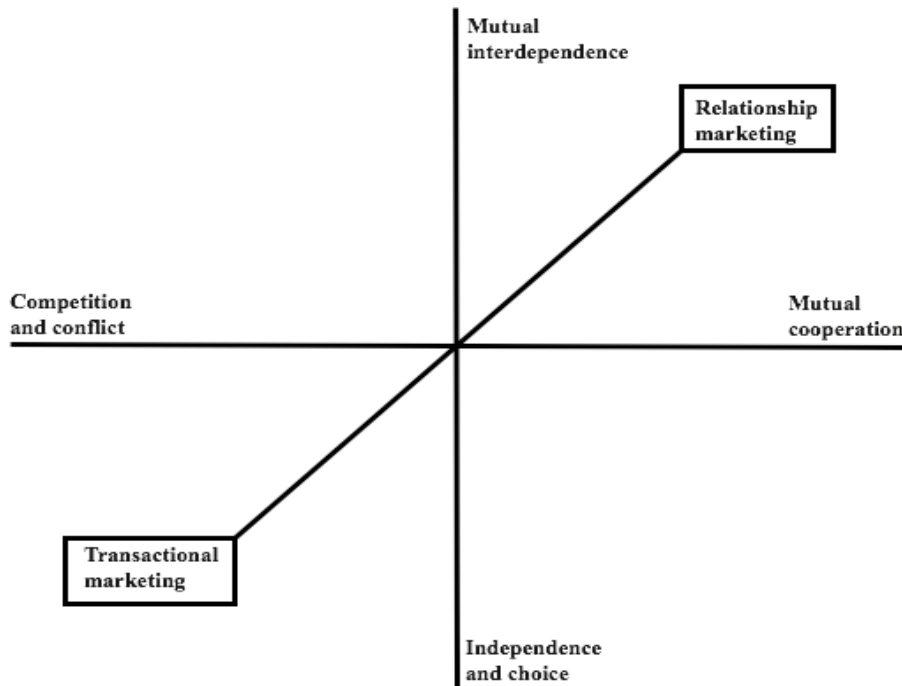 Mutual
interdependence
Relationship
marketing
Competition
and conflict
Mutual
cooperation
Transactional
marketing
Independence
and choice